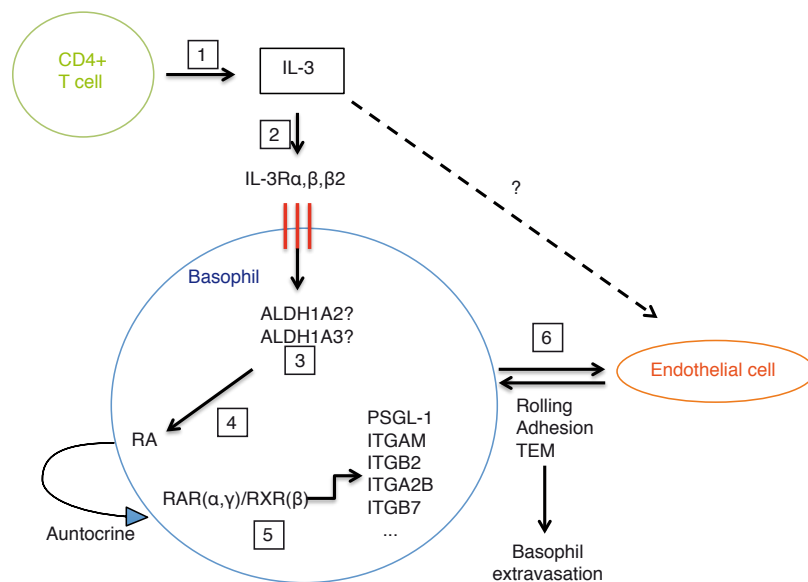 CD4+
T cell
1
IL-3
2
IL-3Rα,β,β2
?
Basophil
ALDH1A2?
ALDH1A3?
3
6
Endothelial cell
4
RA
PSGL-1
ITGAM
ITGB2
ITGA2B
ITGB7
...
Rolling
Adhesion
TEM
RAR(α,γ)/RXR(β)
5
Auntocrine
Basophil
extravasation